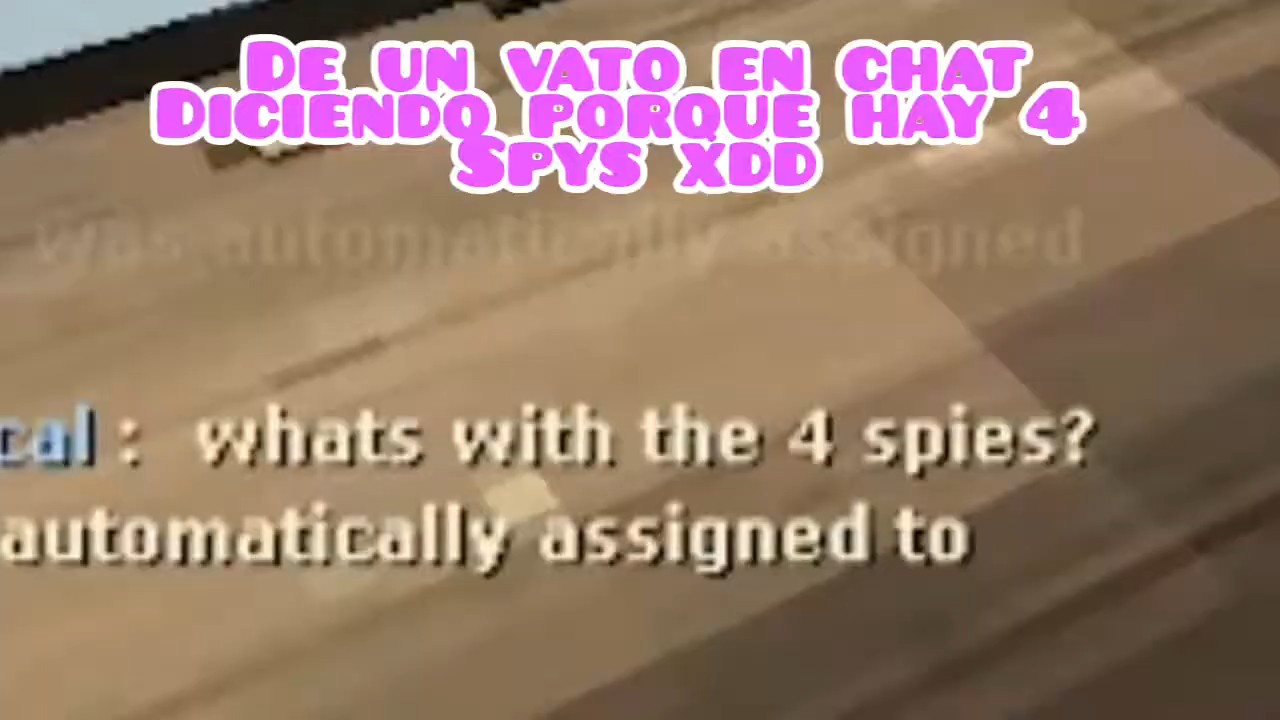 De un vato en chat
Diciendo porque hay 4
Spys xdd
was automatically assigned
cal :  whats with the 4 spies?
automatically assigned to